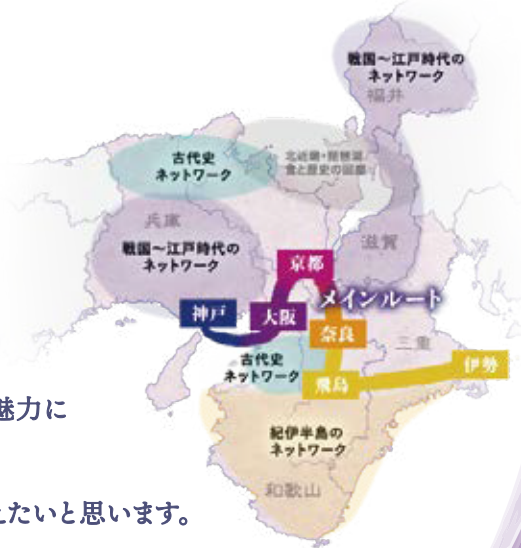 戦国~江戸時代の
ネットワーク
福井
古代史
ネットワーク
北近畿・琵琶湖
食と歴史の回廊
兵庫
戦国~江戸時代の
ネットワーク
滋賀
京都
メインルート
神戸
大阪
奈良
三重
古代史
ネットワーク
飛鳥
伊勢
魅力に
紀伊半島の
ネットワーク
和歌山
えたいと思います。